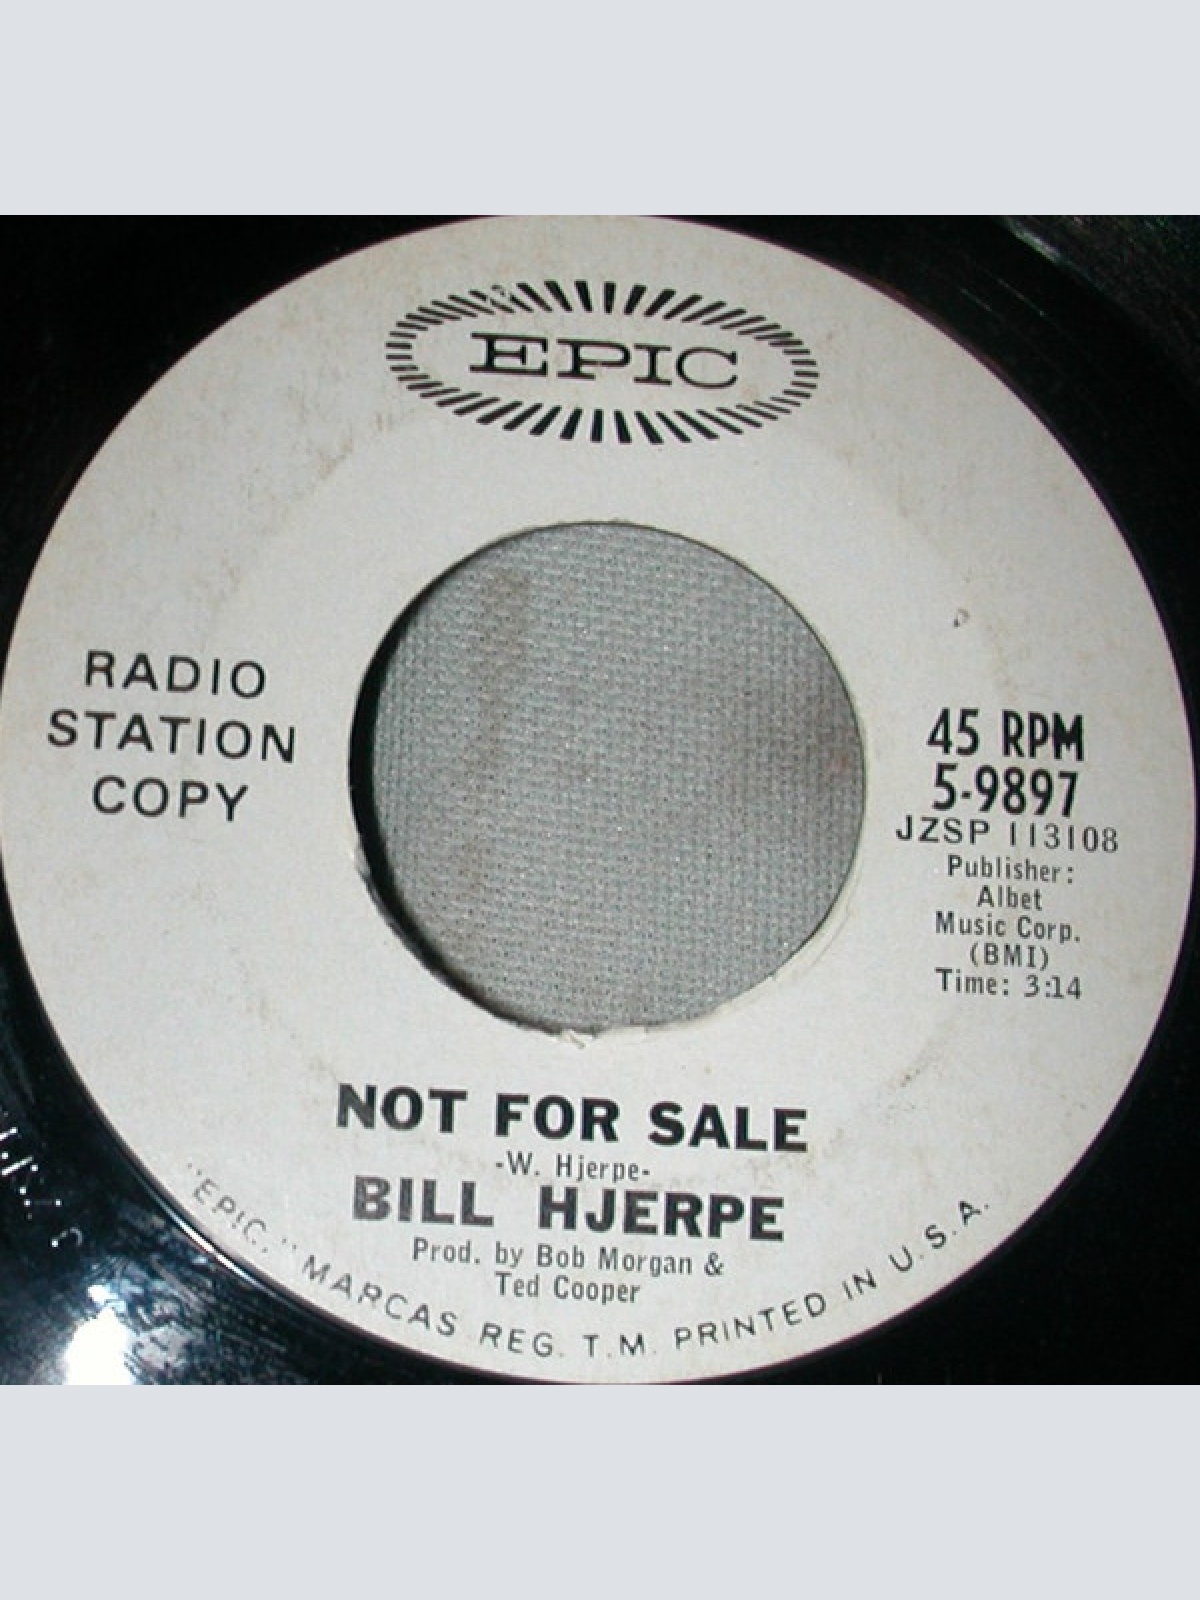 EPIC
RADIO
STATION
COPY
45 RPM
5-9897
JZSP 113108
Publisher:
Albet
Music Corp.
(BMI)
Time: 3:14
NOT FOR SALE
-W. Hjerpe-
BILL HJERPE
Prod. by Bob Morgan &
Ted Cooper
"EPIC," MARCAS REG. T.M. PRINTED IN U.S.A.